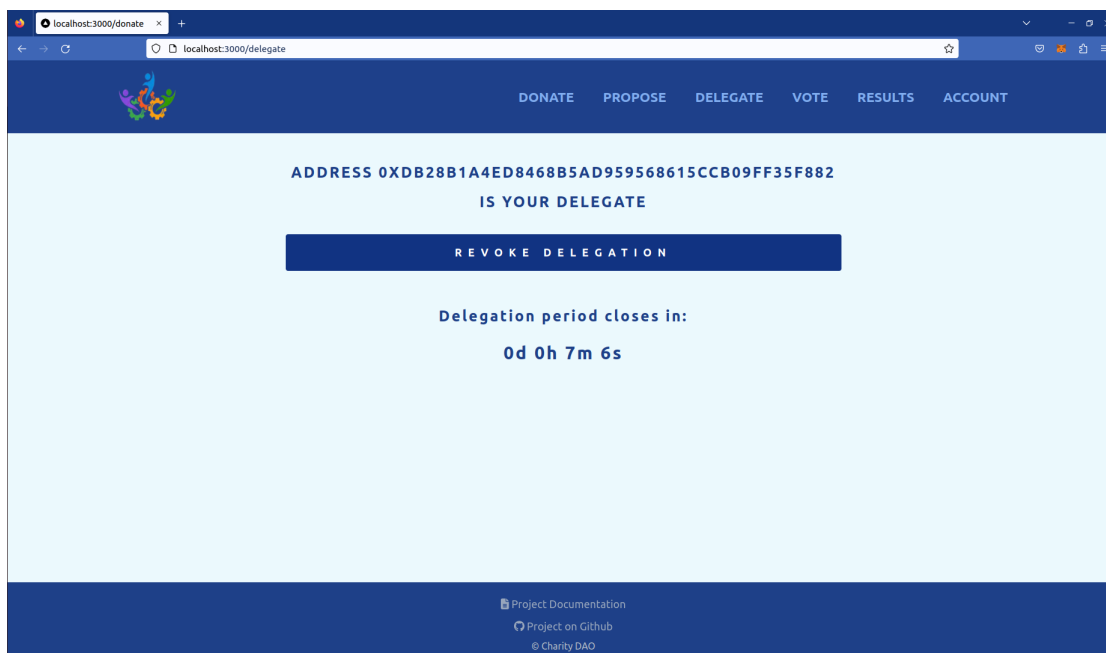 localhost:3000/donate
localhost:3000/delegate
DONATE PROPOSE DELEGATE VOTE RESULTS ACCOUNT
ADDRESS 0XDB28B1A4ED8468B5AD959568615CCB09FF35F882
IS YOUR DELEGATE
REVOKE DELEGATION
Delegation period closes in:
0d 0h 7m 6s
Project Documentation
Project on Github
© Charity DAO